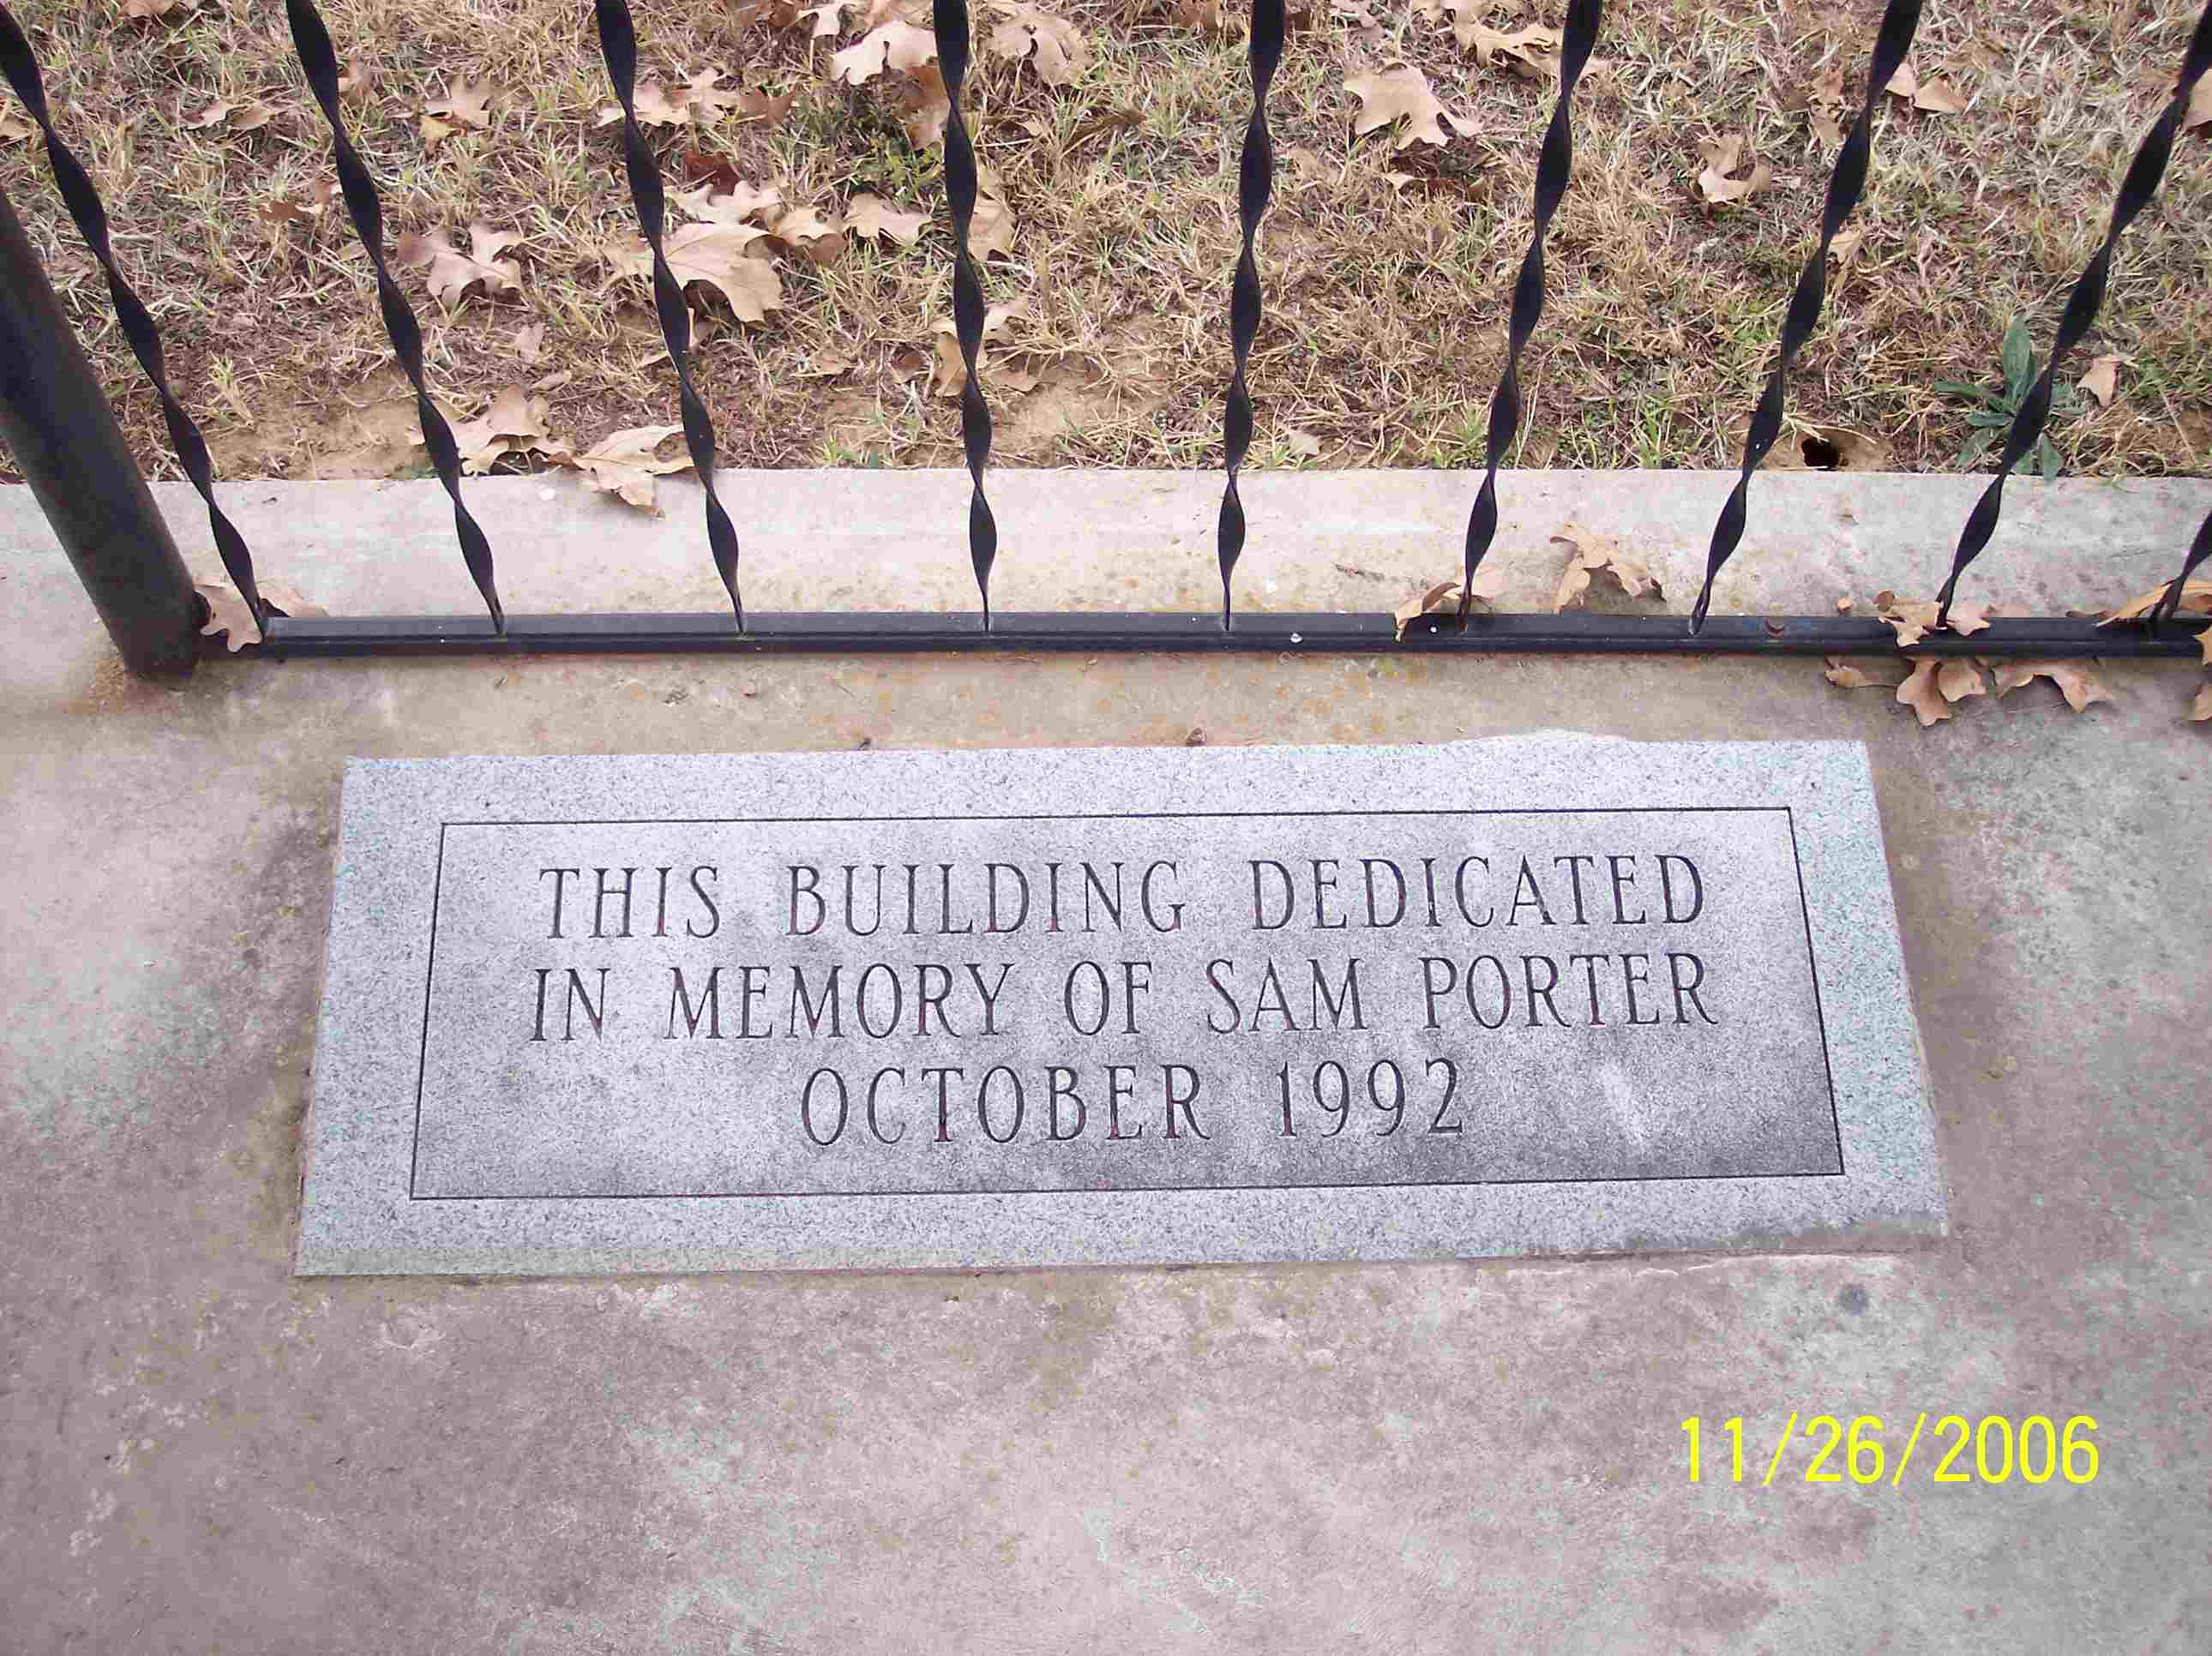 THIS BUILDING DEDICATED
IN MEMORY OF SAM PORTER
OCTOBER 1992
11/26/2006